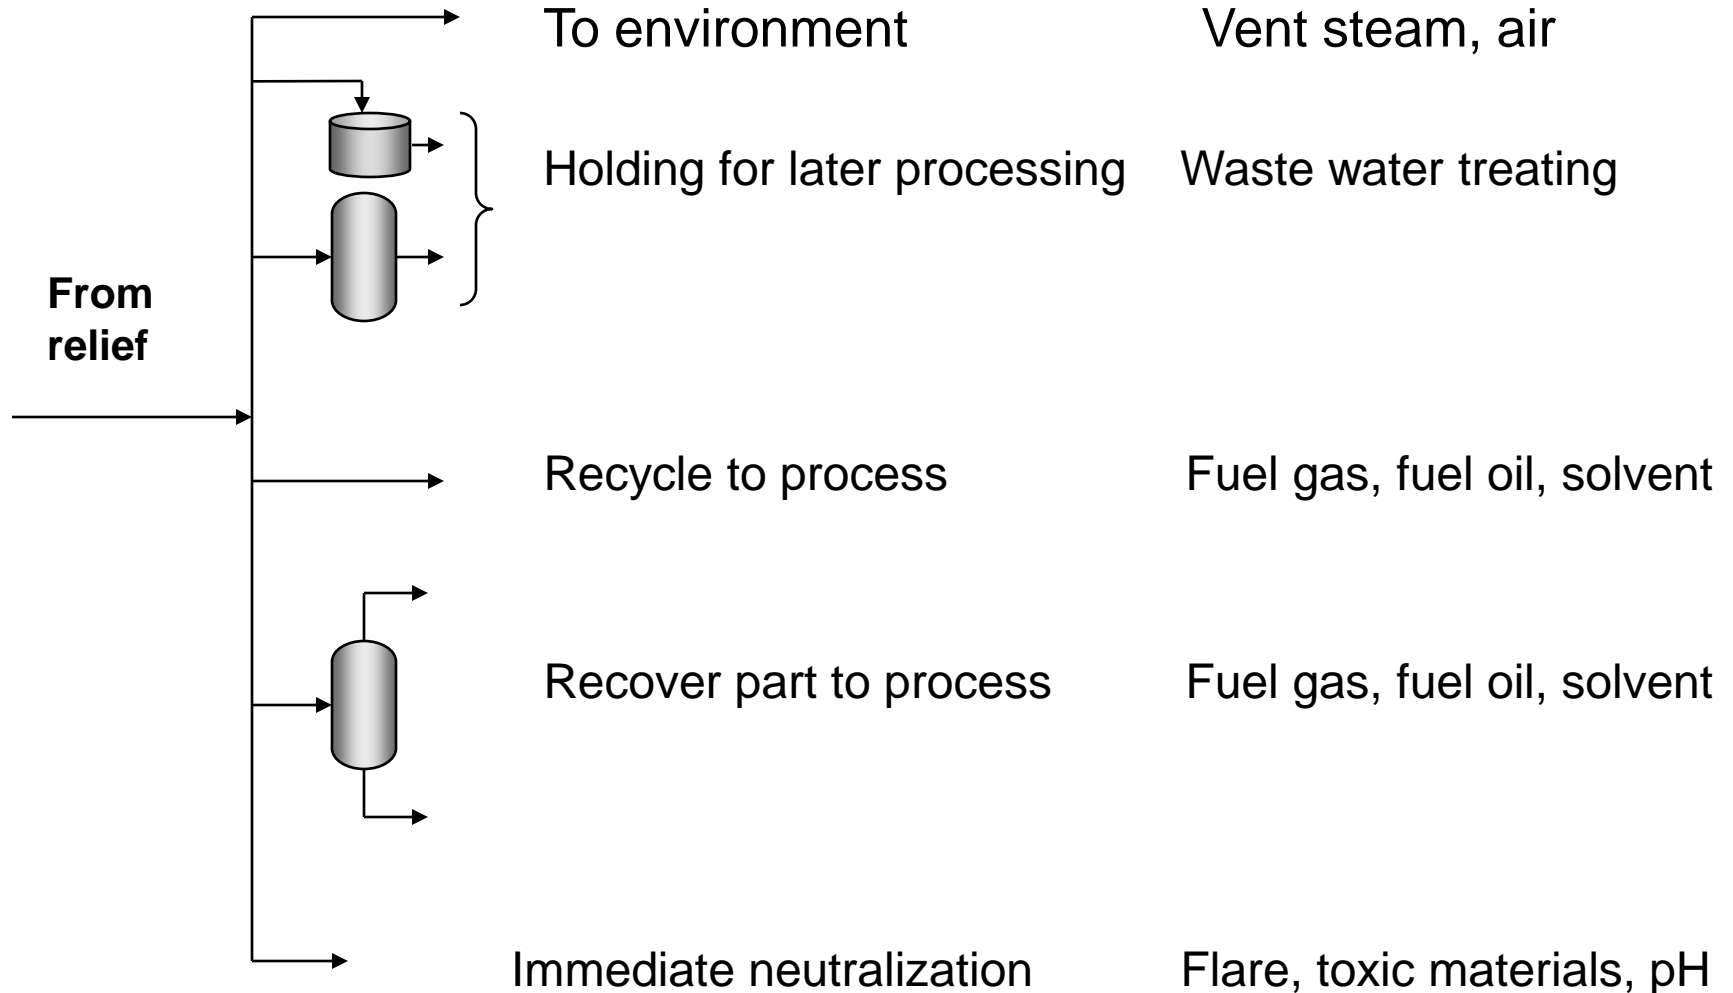 To environment Vent steam, air
Holding for later processing Waste water treating
From
relief
Recycle to process Fuel gas, fuel oil, solvent
Recover part to process Fuel gas, fuel oil, solvent
Immediate neutralization Flare, toxic materials, pH